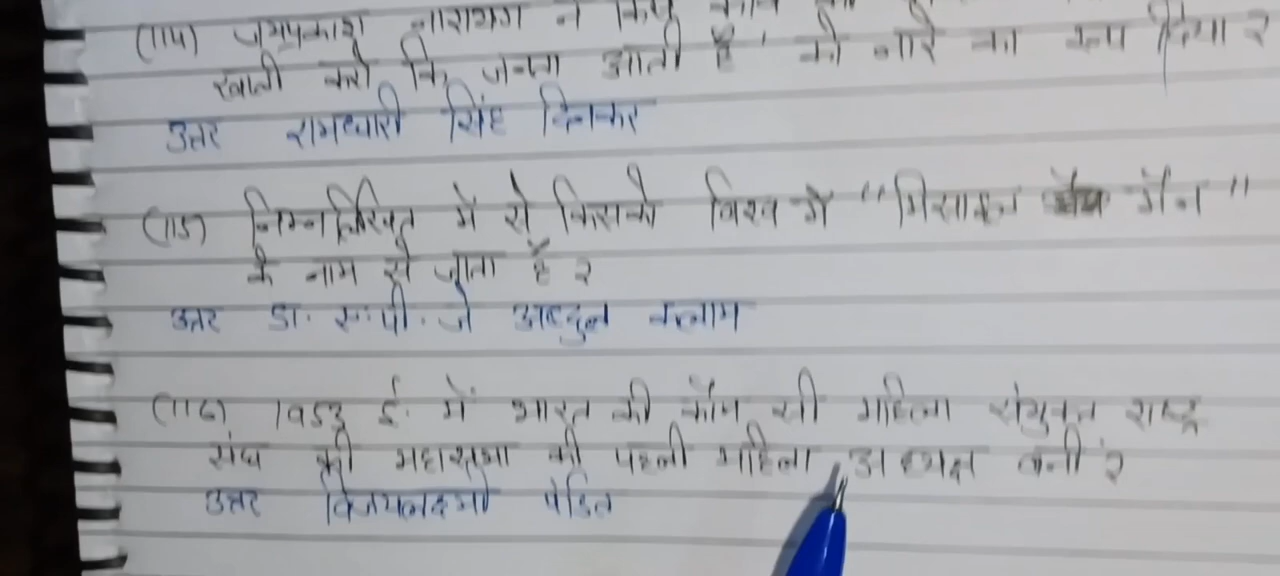 (114) जयप्रकाश नारायण ने किस
खाली करो कि जनता आती है' को नारे का रूप दिया ?
उत्तर रामधारी सिंह दिनकर
(115) निम्नलिखित में से किसको विश्व में "मिसाइल मैन"
के नाम से जाता है ?
उत्तर डा. ए.पी.जे अब्दुल कलाम
(116) 1953 ई. में भारत की कौन सी महिला संयुक्त राष्ट्र
संघ की महासभा की पहली महिला अध्यक्ष बनीं ?
उत्तर विजयलक्ष्मी पंडित